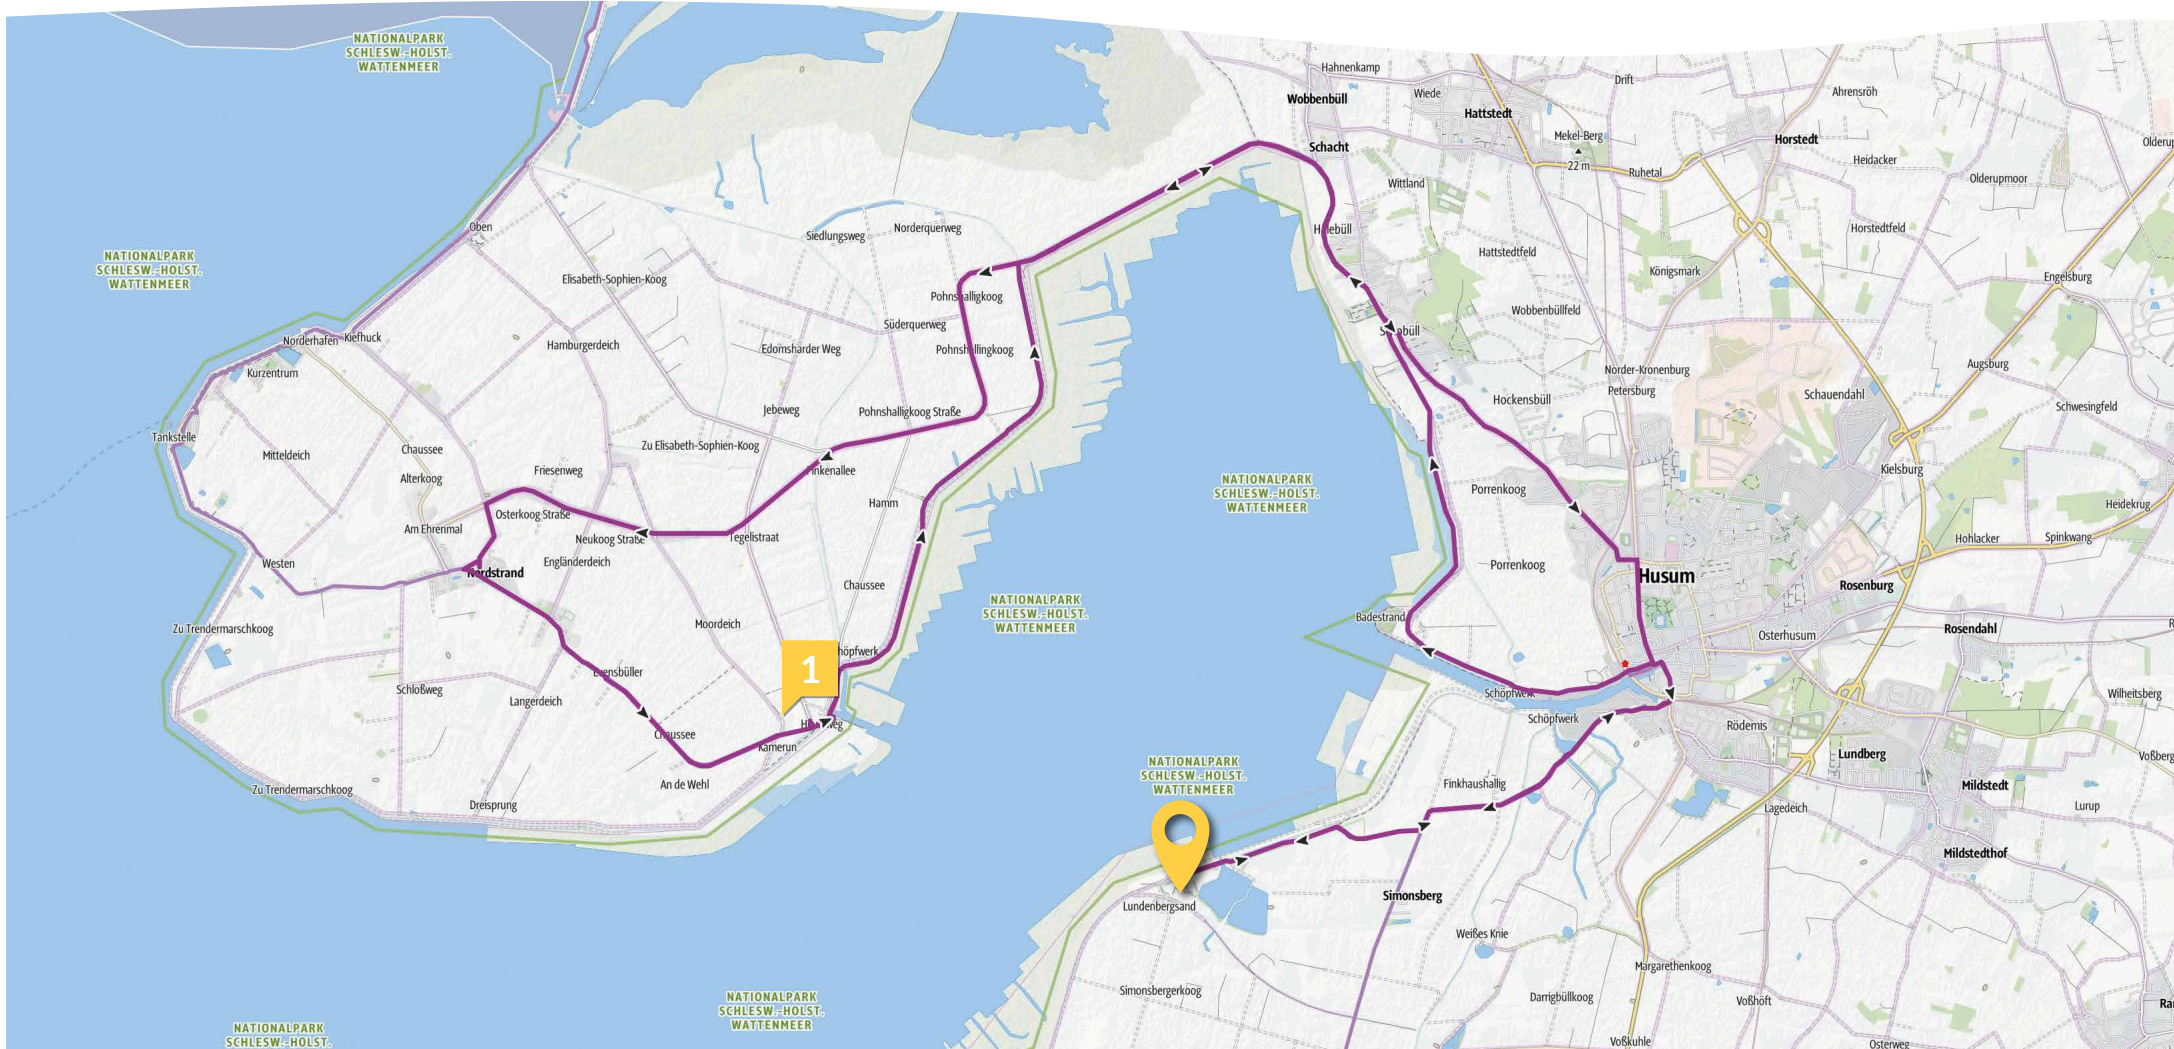 NATIONALPARK
SCHLESW.-HOLST.
WATTENMEER
Hahnenkamp
Drift
Wobbenbüll
Wiede
Ahrensröh
Hattstedt
Mekel-Berg
22 m
Horstedt
Schacht
Heidacker
Ruhetal
Olderupmoor
Wittland
Oben
Siedlungsweg
Norderquerweg
Horstedtfeld
Hattstedtfeld
NATIONALPARK
SCHLESW.-HOLST.
WATTENMEER
Königsmark
Engelsburg
Elisabeth-Sophien-Koog
Pohnshalligkoog
Wobbenbüllfeld
Süderquerweg
Norderhafen
Kiefhuck
Hamburgerdeich
Edomsharder Weg
Pohnshallingkoog
Kurzentrum
Norder-Kronenburg
Augsburg
Petersburg
Schauendahl
Hockensbüll
Schwesingfeld
Jebeweg
Pohnshalligkoog Straße
Tankstelle
Zu Elisabeth-Sophien-Koog
Chaussee
Mitteldeich
Friesenweg
Finkenallee
Kielsburg
Alterkoog
NATIONALPARK
SCHLESW.-HOLST.
WATTENMEER
Porrenkoog
Hamm
Heidekrug
Osterkoog Straße
Am Ehrenmal
Neukoog Straße
Tegelistraat
Hohlacker
Spinkwang
Westen
Engländerdeich
Porrenkoog
Nordstrand
Husum
Chaussee
Rosenburg
NATIONALPARK
SCHLESW.-HOLST.
WATTENMEER
Badestrand
Zu Trendermarschkoog
Moordeich
Osterhusum
Rosendahl
1
Evensbüller
Schloßweg
Langerdeich
Schöpfwerk
Wilheitsberg
Schöpfwerk
Rödemis
Chaussee
Kamerun
Lundberg
NATIONALPARK
SCHLESW.-HOLST.
WATTENMEER
An de Wehl
Finkhaushallig
Mildstedt
Zu Trendermarschkoog
Dreisprung
Lagedeich
Lurup
Mildstedthof
Simonsberg
Lundenbergsand
Weißes Knie
Margarethenkoog
Simonsbergerkoog
Darrigbüllkoog
Voßhöft
NATIONALPARK
SCHLESW.-HOLST.
WATTENMEER
NATIONALPARK
SCHLESW.-HOLST.
Voßkuhle
Osterweg